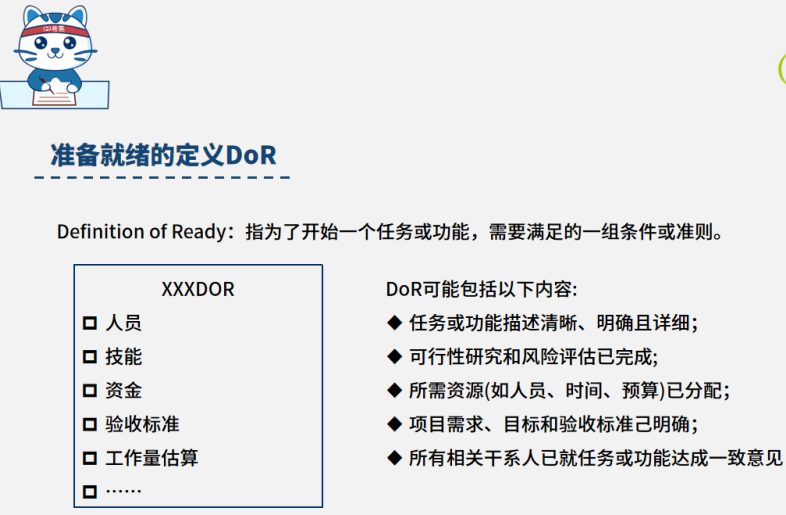 准备就绪的定义DoR
Definition of Ready：指为了开始一个任务或功能，需要满足的一组条件或准则。
XXXDOR
人员
技能
资金
验收标准
工作量估算
……
DoR可能包括以下内容:
任务或功能描述清晰、明确且详细；
可行性研究和风险评估已完成;
所需资源(如人员、时间、预算)已分配；
项目需求、目标和验收标准己明确；
所有相关干系人已就任务或功能达成一致意见